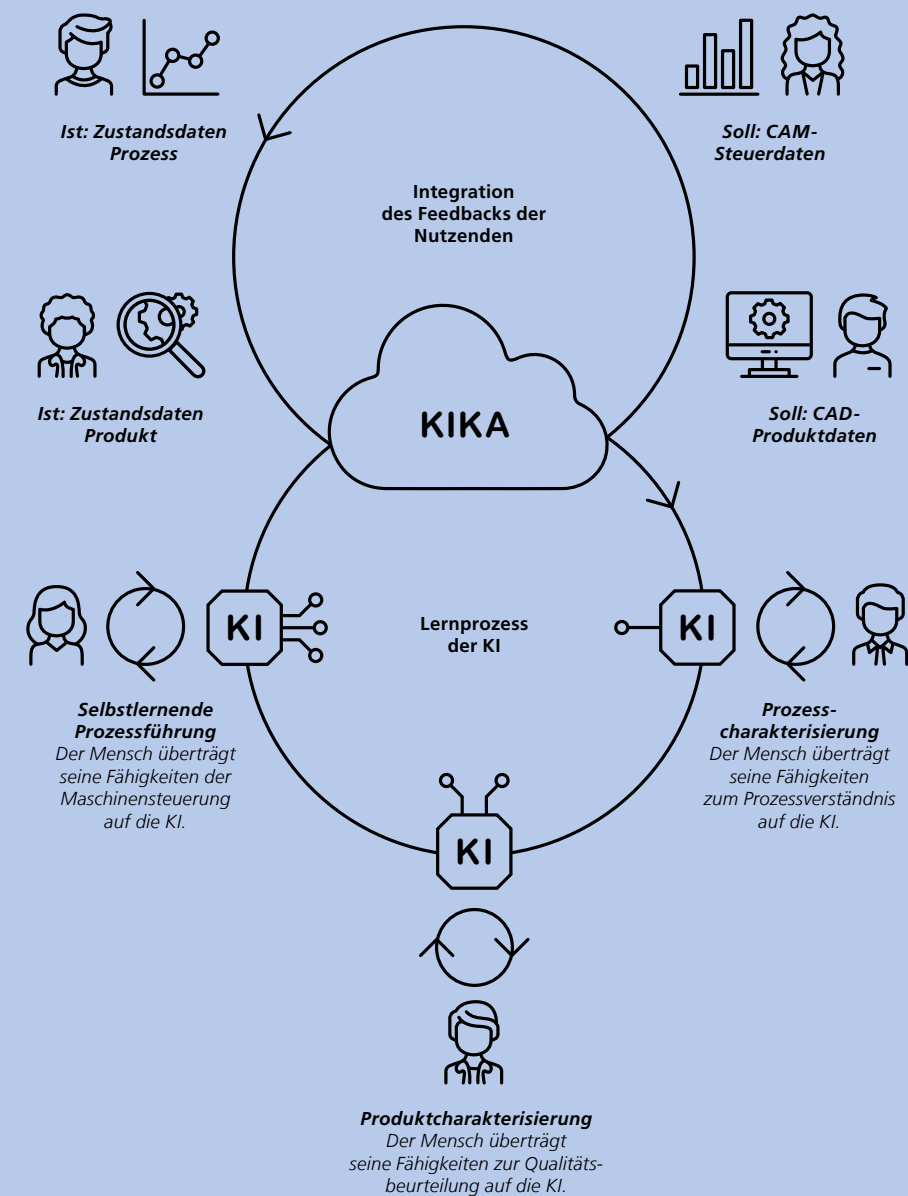 Ist: Zustandsdaten
Prozess
Soll: CAM-
Steuerdaten
Integration
des Feedbacks der
Nutzenden
Ist: Zustandsdaten
Produkt
KIKA
Soll: CAD-
Produktdaten
KI
Lernprozess
der KI
KI
Selbstlernende
Prozessführung
Der Mensch überträgt
seine Fähigkeiten der
Maschinensteuerung
auf die KI.
Prozess-
charakterisierung
Der Mensch überträgt
seine Fähigkeiten
zum Prozessverständnis
auf die KI.
KI
Produktcharakterisierung
Der Mensch überträgt
seine Fähigkeiten zur Qualitäts-
beurteilung auf die KI.